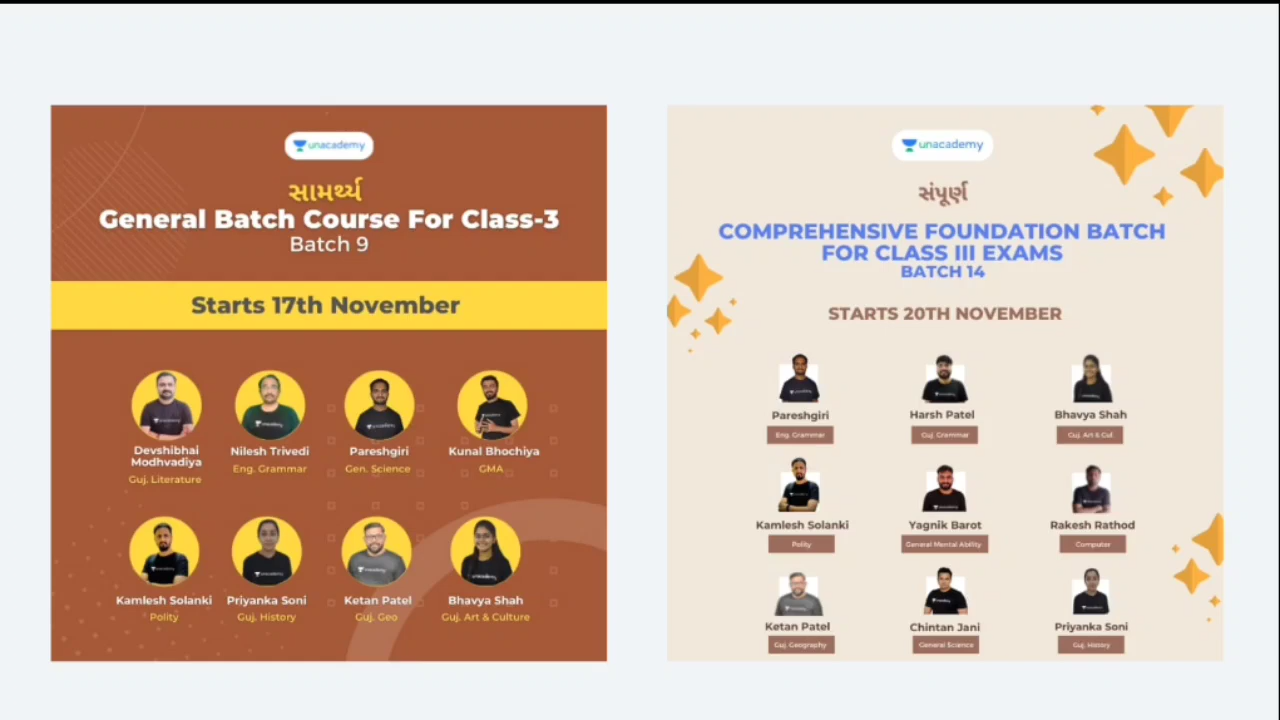 unacademy
સામર્થ્ય
General Batch Course For Class-3
Batch 9
Starts 17th November
Devshibhai
Modhvadiya
Guj. Literature
Nilesh Trivedi
Eng. Grammar
Pareshgiri
Gen. Science
Kunal Bhochiya
GMA
Kamlesh Solanki
Polity
Priyanka Soni
Guj. History
Ketan Patel
Guj. Geo
Bhavya Shah
Guj. Art & Culture
unacademy
સંપૂર્ણ
COMPREHENSIVE FOUNDATION BATCH
FOR CLASS III EXAMS
BATCH 14
STARTS 20TH NOVEMBER
Pareshgiri
Eng. Grammar
Harsh Patel
Guj. Grammar
Bhavya Shah
Guj. Art & Cul.
Kamlesh Solanki
Polity
Yagnik Barot
General Mental Ability
Rakesh Rathod
Computer
Ketan Patel
Guj. Geography
Chintan Jani
General Science
Priyanka Soni
Guj. History